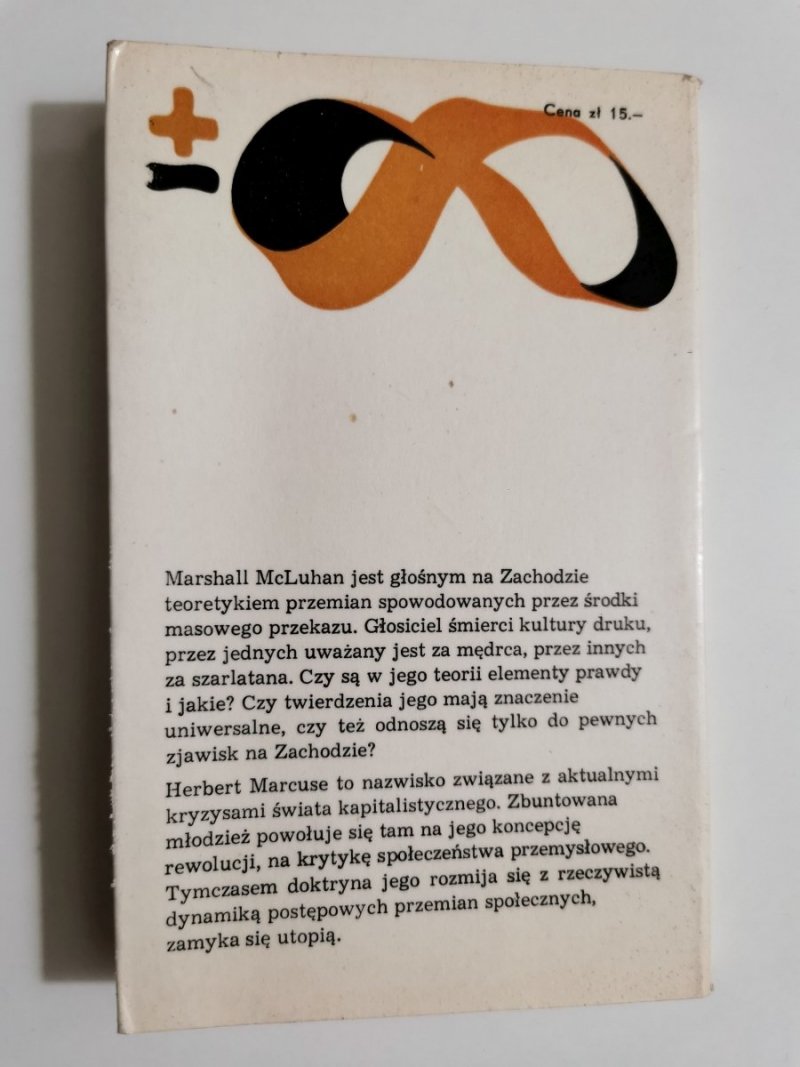 Cena zł 15.—
Marshall McLuhan jest głośnym na Zachodzie
teoretykiem przemian spowodowanych przez środki
masowego przekazu. Głosiciel śmierci kultury druku,
przez jednych uważany jest za mędrca, przez innych
za szarlatana. Czy są w jego teorii elementy prawdy
i jakie? Czy twierdzenia jego mają znaczenie
uniwersalne, czy też odnoszą się tylko do pewnych
zjawisk na Zachodzie?
Herbert Marcuse to nazwisko związane z aktualnymi
kryzysami świata kapitalistycznego. Zbuntowana
młodzież powołuje się tam na jego koncepcję
rewolucji, na krytykę społeczeństwa przemysłowego.
Tymczasem doktryna jego rozmija się z rzeczywistą
dynamiką postępowych przemian społecznych,
zamyka się utopią.